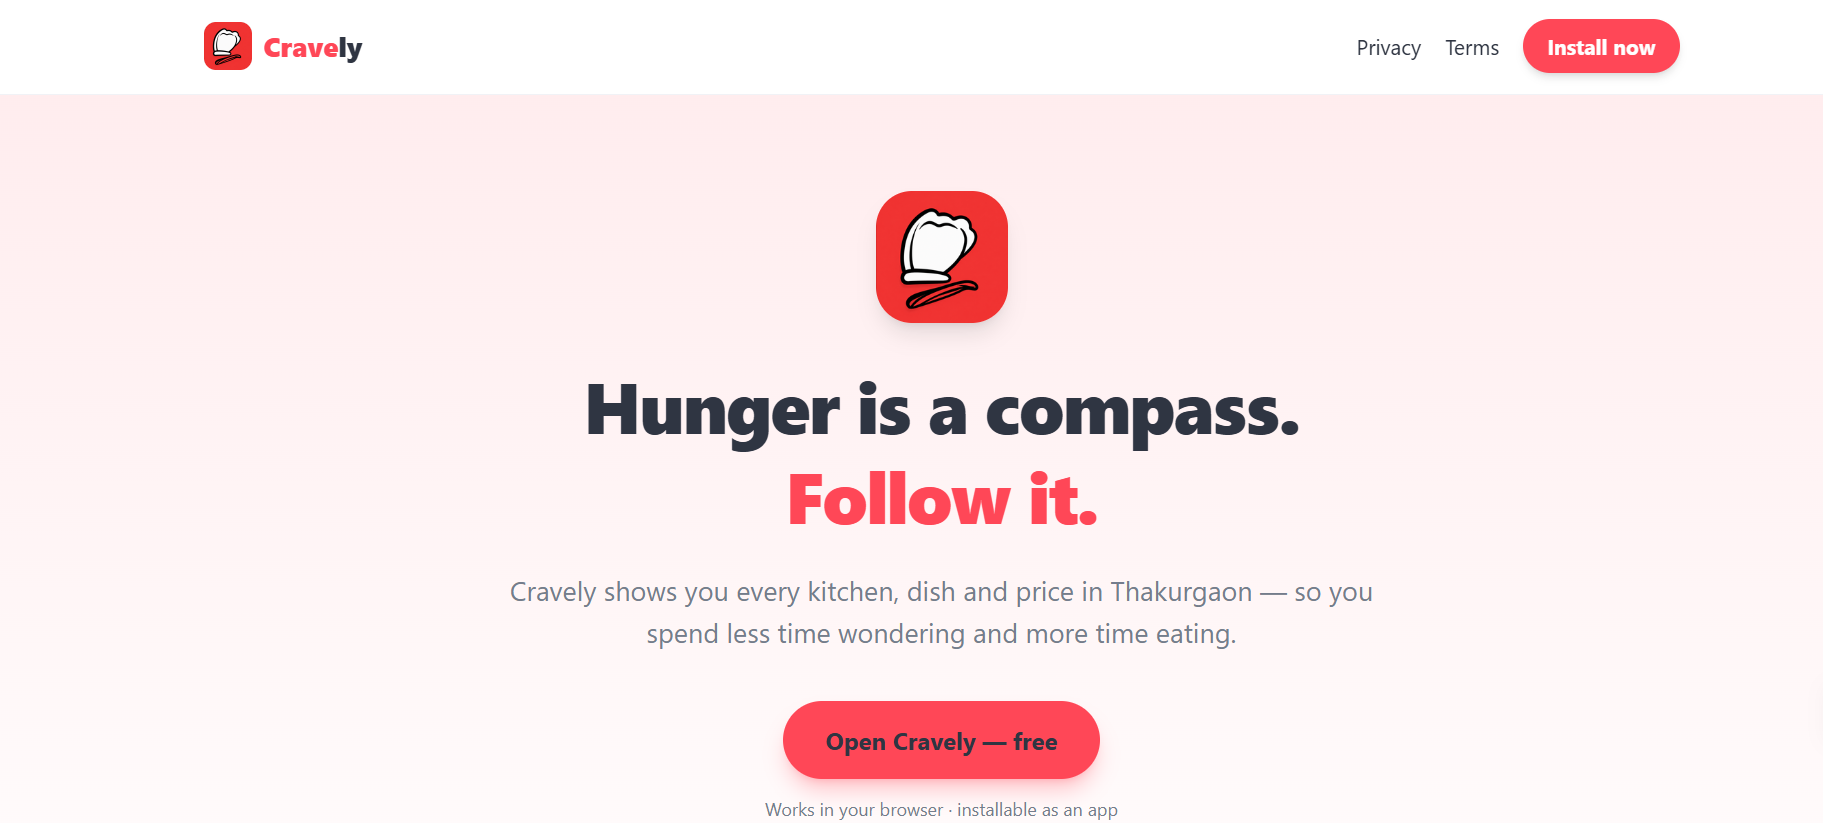 Cravely
Privacy
Terms
Install now
Hunger is a compass.
Follow it.
Cravely shows you every kitchen, dish and price in Thakurgaon — so you
spend less time wondering and more time eating.
Open Cravely — free
Works in your browser · installable as an app